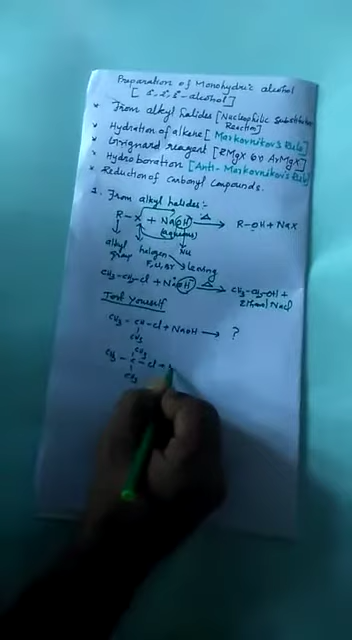 Preparation of Monohydric alcohol
[1°, 2°, 3° - alcohol]
× From alkyl halides [Nucleophilic Substitution Reaction]
× Hydration of alkene [Markovnikov's Rule]
× Grignard reagent [RMgX or ArMgX]
× Hydroboration [Anti-Markovnikov's Rule]
× Reduction of Carbonyl Compounds.
1. From alkyl halides:-
R-X + NaOH → R-OH + NaX
(aqueous)
alkyl group
halogen
F, Cl, Br
Nu
leaving
CH3-CH2-Cl + NaOH Δ→ CH3-CH2-OH +
Ethanol NaCl
Test Yourself
CH3-CH-Cl + NaOH → ?
CH3
CH3
CH3-C-Cl +
CH3